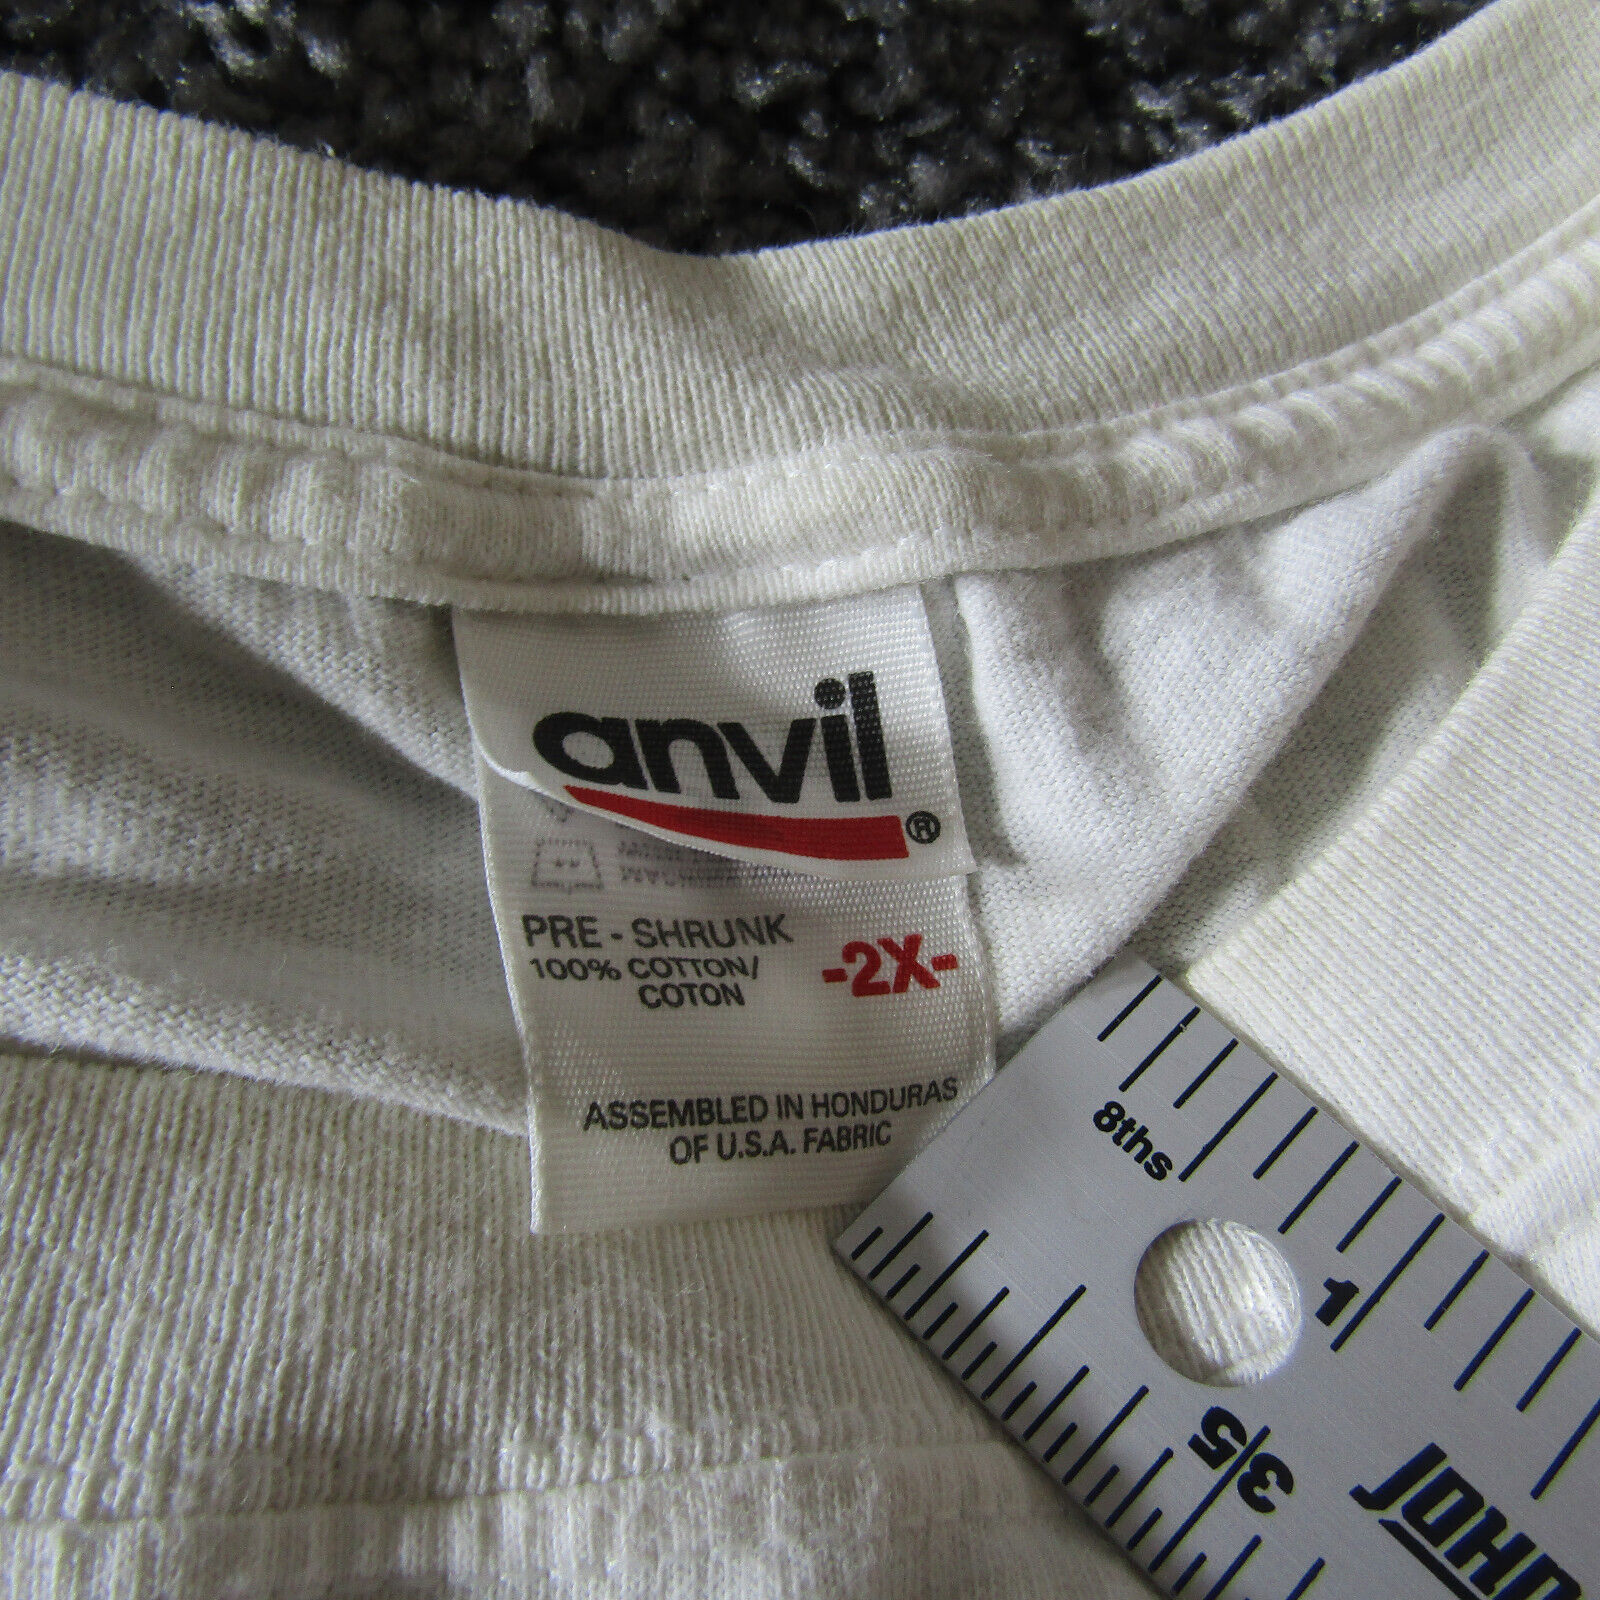 anvil
®
PRE - SHRUNK
100% COTTON/
COTON
-2X-
ASSEMBLED IN HONDURAS
OF U.S.A. FABRIC
8ths
1
35
JOHN